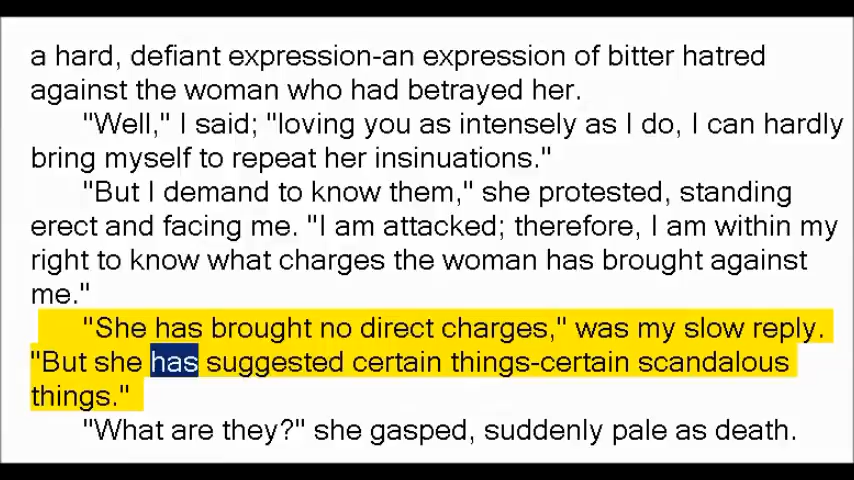 a hard, defiant expression-an expression of bitter hatred
against the woman who had betrayed her.
"Well," I said; "loving you as intensely as I do, I can hardly
bring myself to repeat her insinuations."
"But I demand to know them," she protested, standing
erect and facing me. "I am attacked; therefore, I am within my
right to know what charges the woman has brought against
me."
"She has brought no direct charges," was my slow reply.
"But she has suggested certain things-certain scandalous
things."
"What are they?" she gasped, suddenly pale as death.